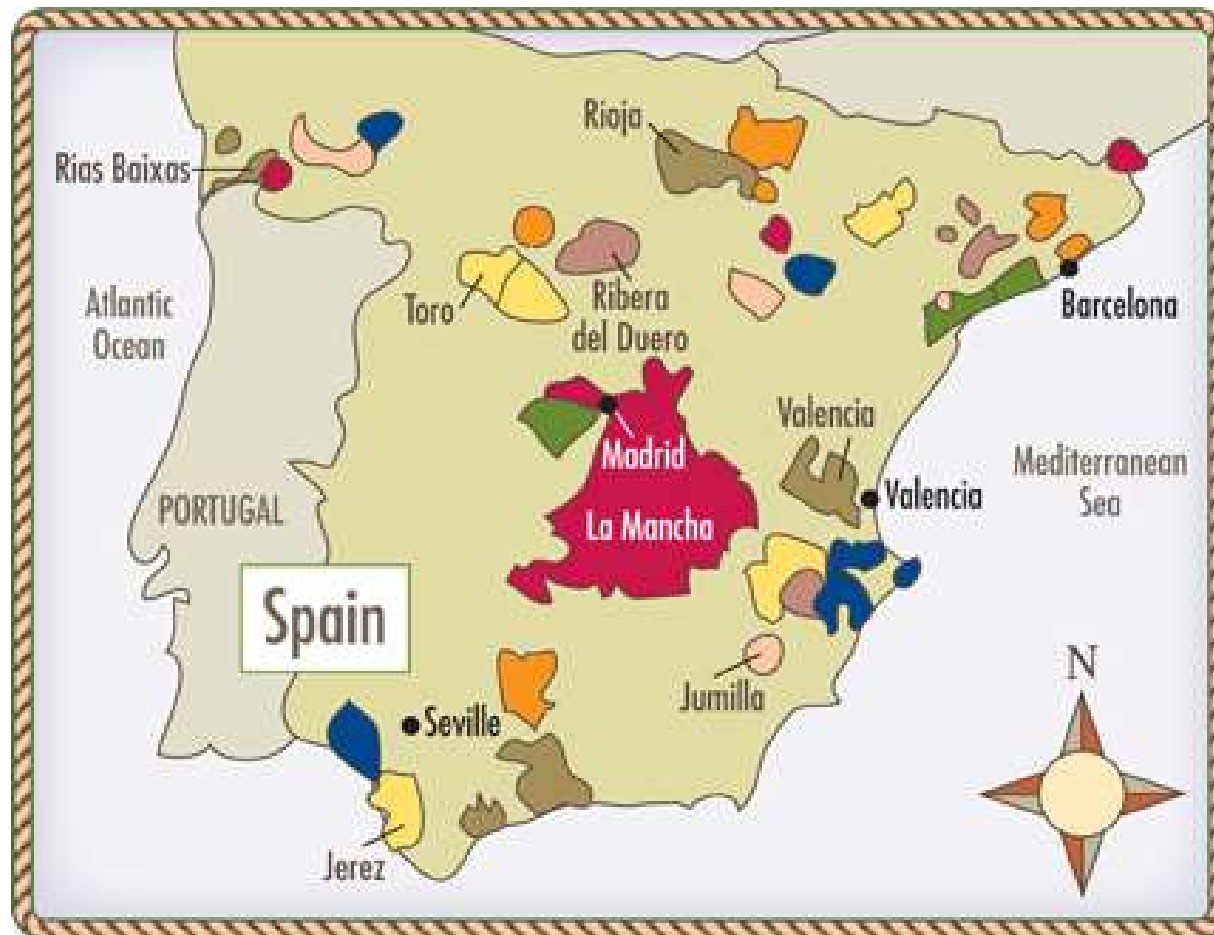 Rioja
Rias Baixas
Toro
Ribera
del Duero
Atlantic
Ocean
Barcelona
Madrid
Valencia
Valencia
Mediterranean
Sea
La Mancha
PORTUGAL
Spain
Jumilla
N
Seville
Jerez